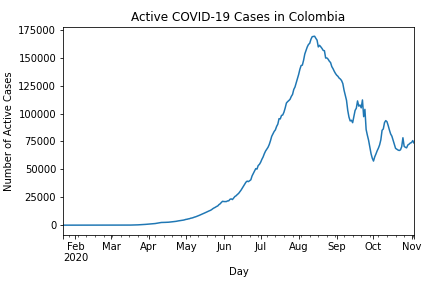 Active COVID-19 Cases in Colombia
Number of Active Cases
175000
150000
125000
100000
75000
50000
25000
0
Feb Mar Apr May Jun Jul Aug Sep Oct Nov
2020
Day